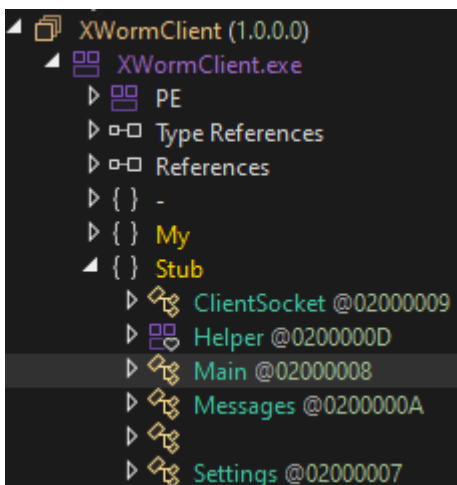 XWormClient (1.0.0.0)
XWormClient.exe
PE
Type References
References
{ } -
{ } My
{ } Stub
ClientSocket @02000009
Helper @0200000D
Main @02000008
Messages @0200000A
Settings @02000007